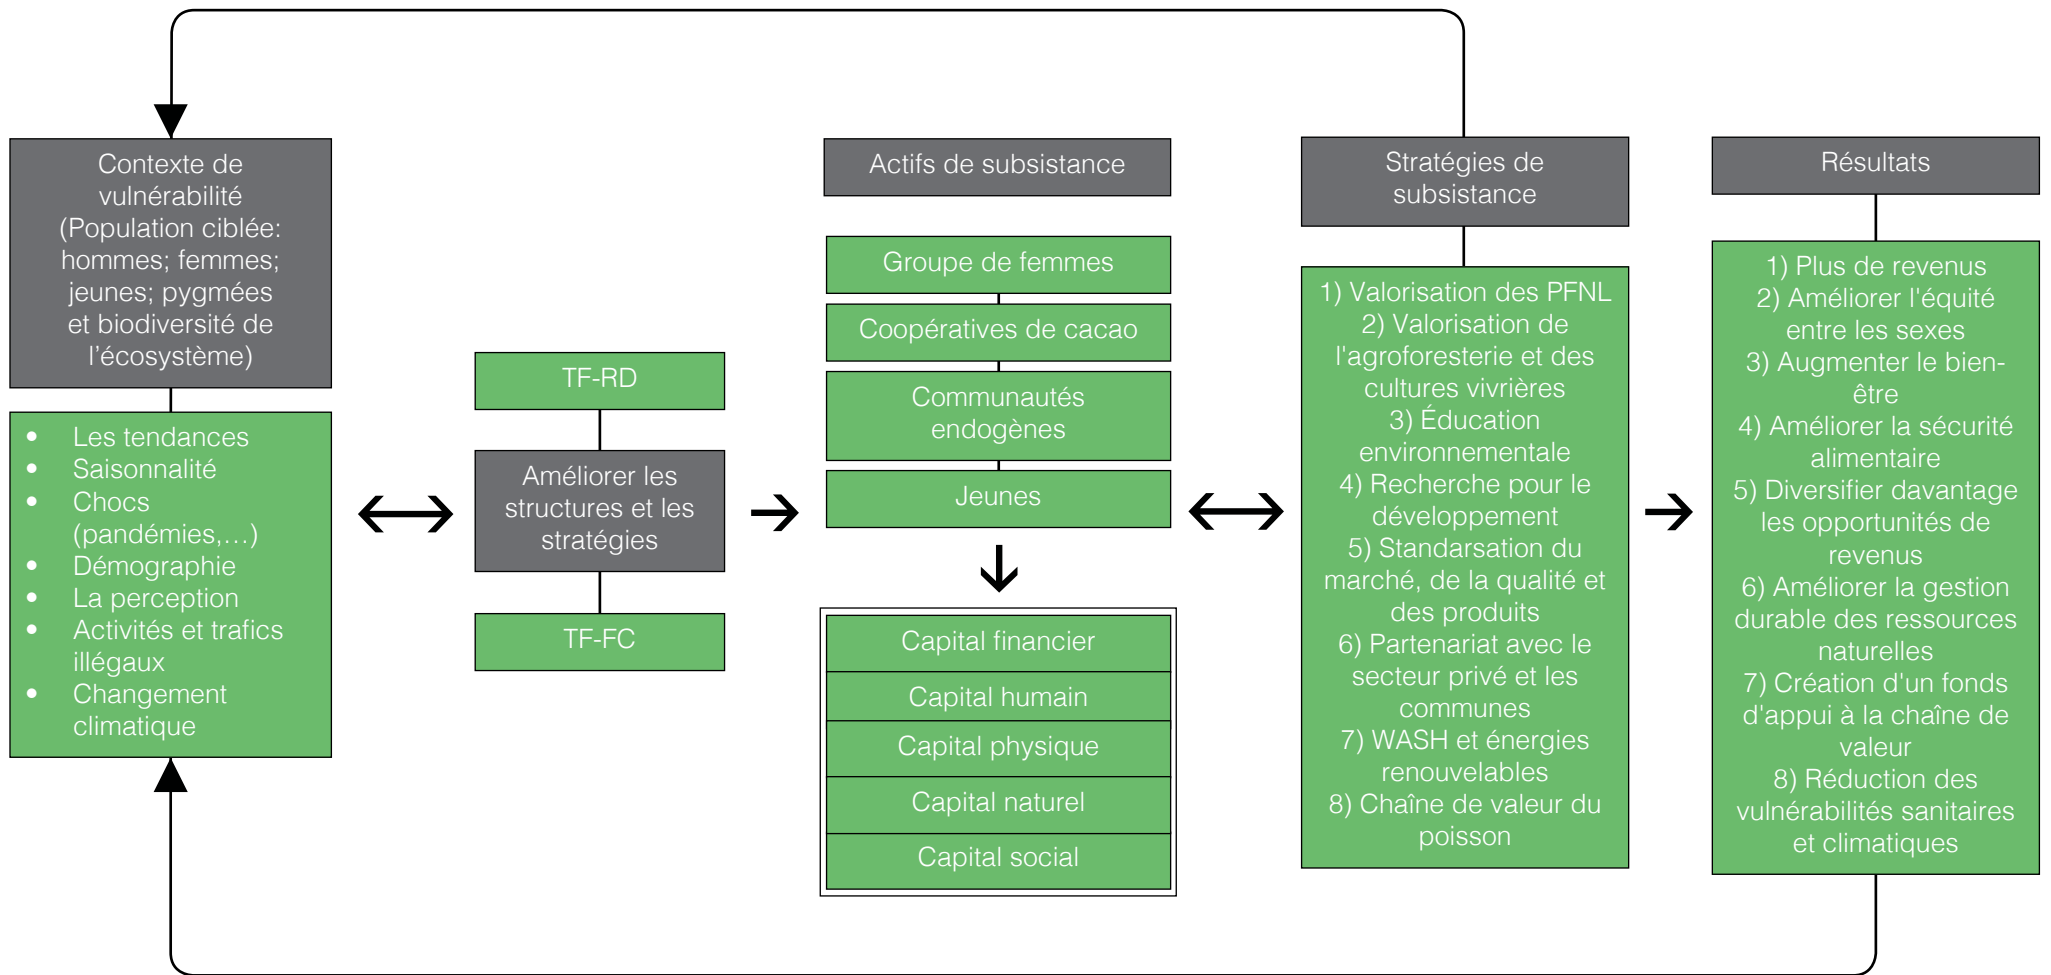 Contexte de
vulnérabilité
(Population ciblée:
hommes; femmes;
jeunes; pygmées
et biodiversité de
l’écosystème)
• Les tendances
• Saisonnalité
• Chocs
(pandémies,…)
• Démographie
• La perception
• Activités et trafics
illégaux
• Changement
climatique
TF-RD
Améliorer les
structures et les
stratégies
TF-FC
Actifs de subsistance
Groupe de femmes
Coopératives de cacao
Communautés
endogènes
Jeunes
Capital financier
Capital humain
Capital physique
Capital naturel
Capital social
Stratégies de
subsistance
1) Valorisation des PFNL
2) Valorisation de
l'agroforesterie et des
cultures vivrières
3) Éducation
environnementale
4) Recherche pour le
développement
5) Standarsation du
marché, de la qualité et
des produits
6) Partenariat avec le
secteur privé et les
communes
7) WASH et énergies
renouvelables
8) Chaîne de valeur du
poisson
Résultats
1) Plus de revenus
2) Améliorer l'équité
entre les sexes
3) Augmenter le bien-
être
4) Améliorer la sécurité
alimentaire
5) Diversifier davantage
les opportunités de
revenus
6) Améliorer la gestion
durable des ressources
naturelles
7) Création d'un fonds
d'appui à la chaîne de
valeur
8) Réduction des
vulnérabilités sanitaires
et climatiques